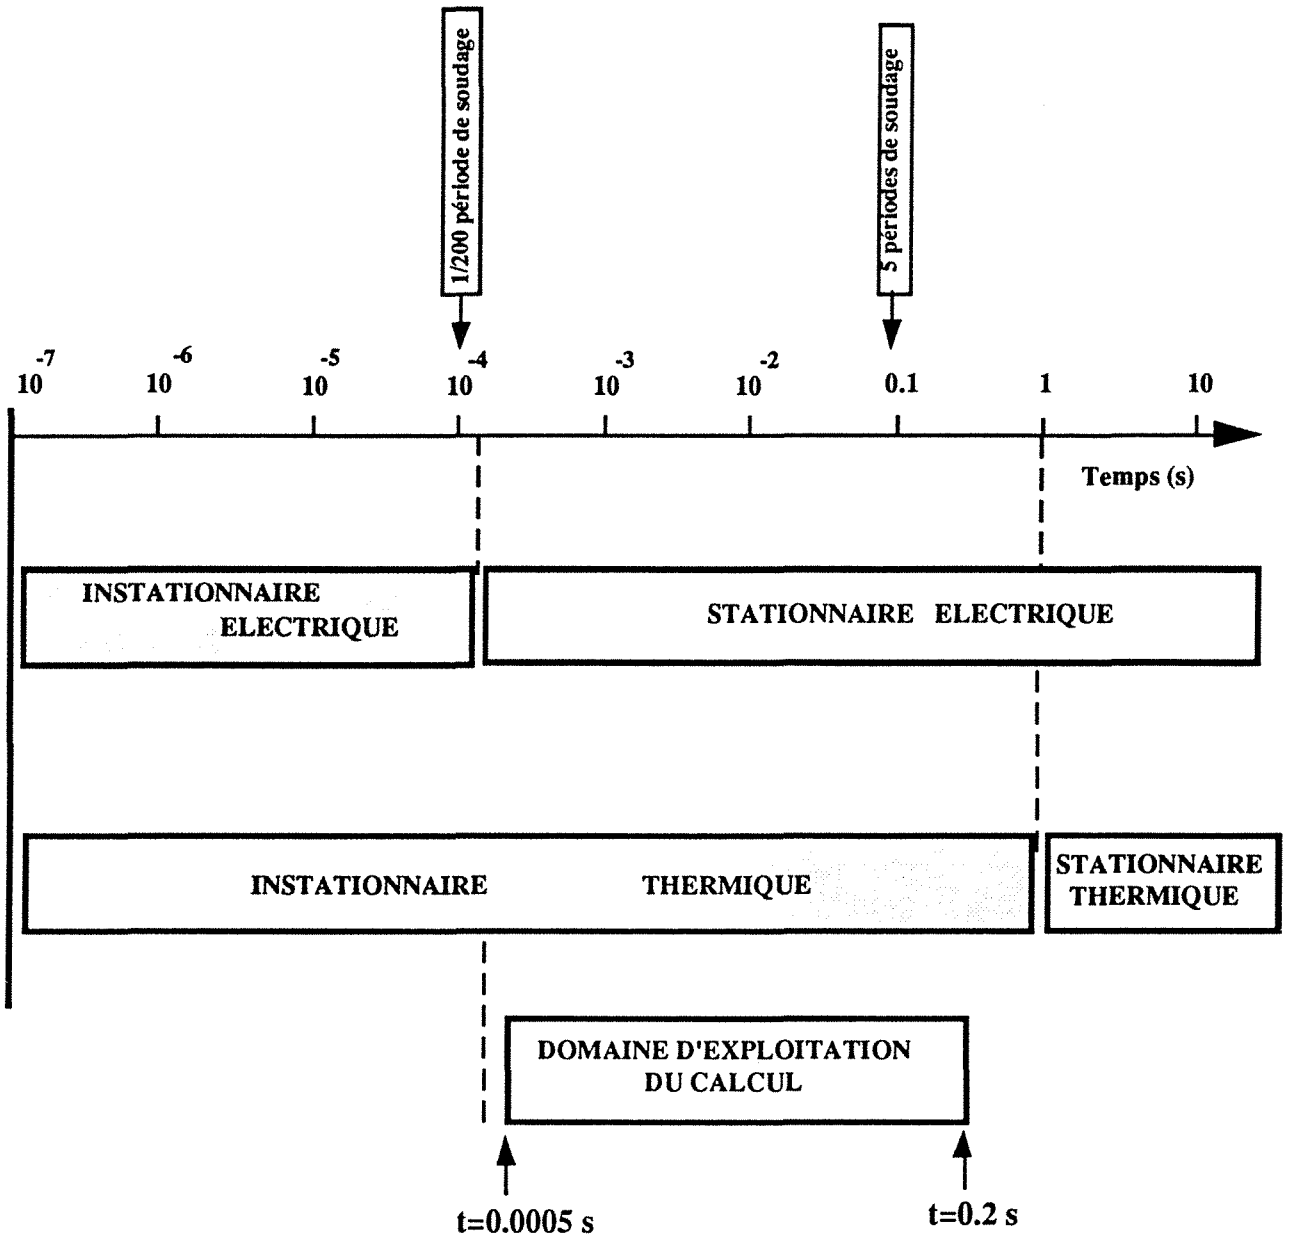 1/200 période de soudage
5 périodes de soudage
10^-7 10^-6 10^-5 10^-4 10^-3 10^-2 0.1 1 10
Temps (s)
INSTATIONNAIRE
ELECTRIQUE
STATIONNAIRE ELECTRIQUE
INSTATIONNAIRE THERMIQUE
STATIONNAIRE
THERMIQUE
DOMAINE D'EXPLOITATION
DU CALCUL
t=0.0005 s
t=0.2 s